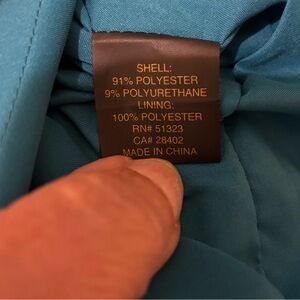 SHELL:
91% POLYESTER
9% POLYURETHANE
LINING:
100% POLYESTER
RN# 51323
CA# 28402
MADE IN CHINA